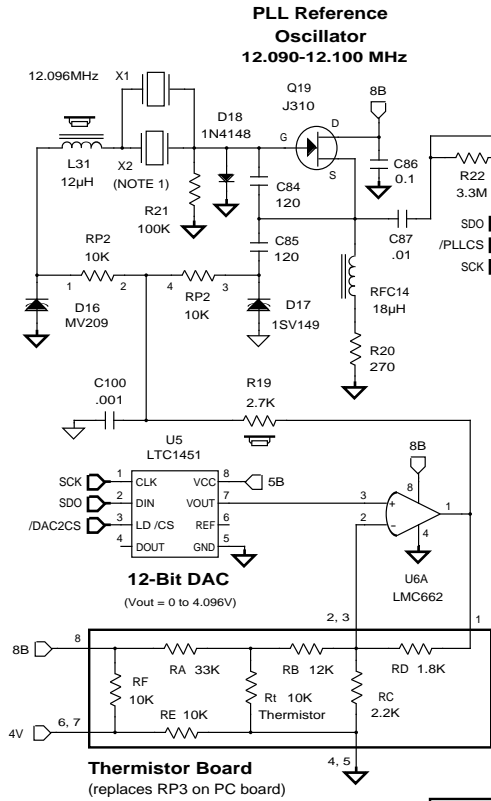 PLL Reference
Oscillator
12.090-12.100 MHz
12.096MHz
X1
Q19
J310
8B
D18
1N4148
G
D
S
L31
12µH
X2
(NOTE 1)
R21
100K
C84
120
C86
0.1
R22
3.3M
SDO
/PLLCS
SCK
C85
120
C87
.01
RP2
10K
1
2
4
3
RP2
10K
D16
MV209
D17
1SV149
RFC14
18µH
R20
270
C100
.001
R19
2.7K
U5
LTC1451
8B
SCK
1
CLK
VCC
8
5B
SDO
2
DIN
VOUT
7
/DAC2CS
3
LD /CS
REF
6
4
DOUT
GND
5
3
+
2
−
8
1
4
U6A
LMC662
12-Bit DAC
(Vout = 0 to 4.096V)
2, 3
1
8B
8
RA 33K
RB 12K
RD 1.8K
RF
10K
Rt 10K
Thermistor
RC
2.2K
4V
6, 7
RE 10K
4, 5
Thermistor Board
(replaces RP3 on PC board)